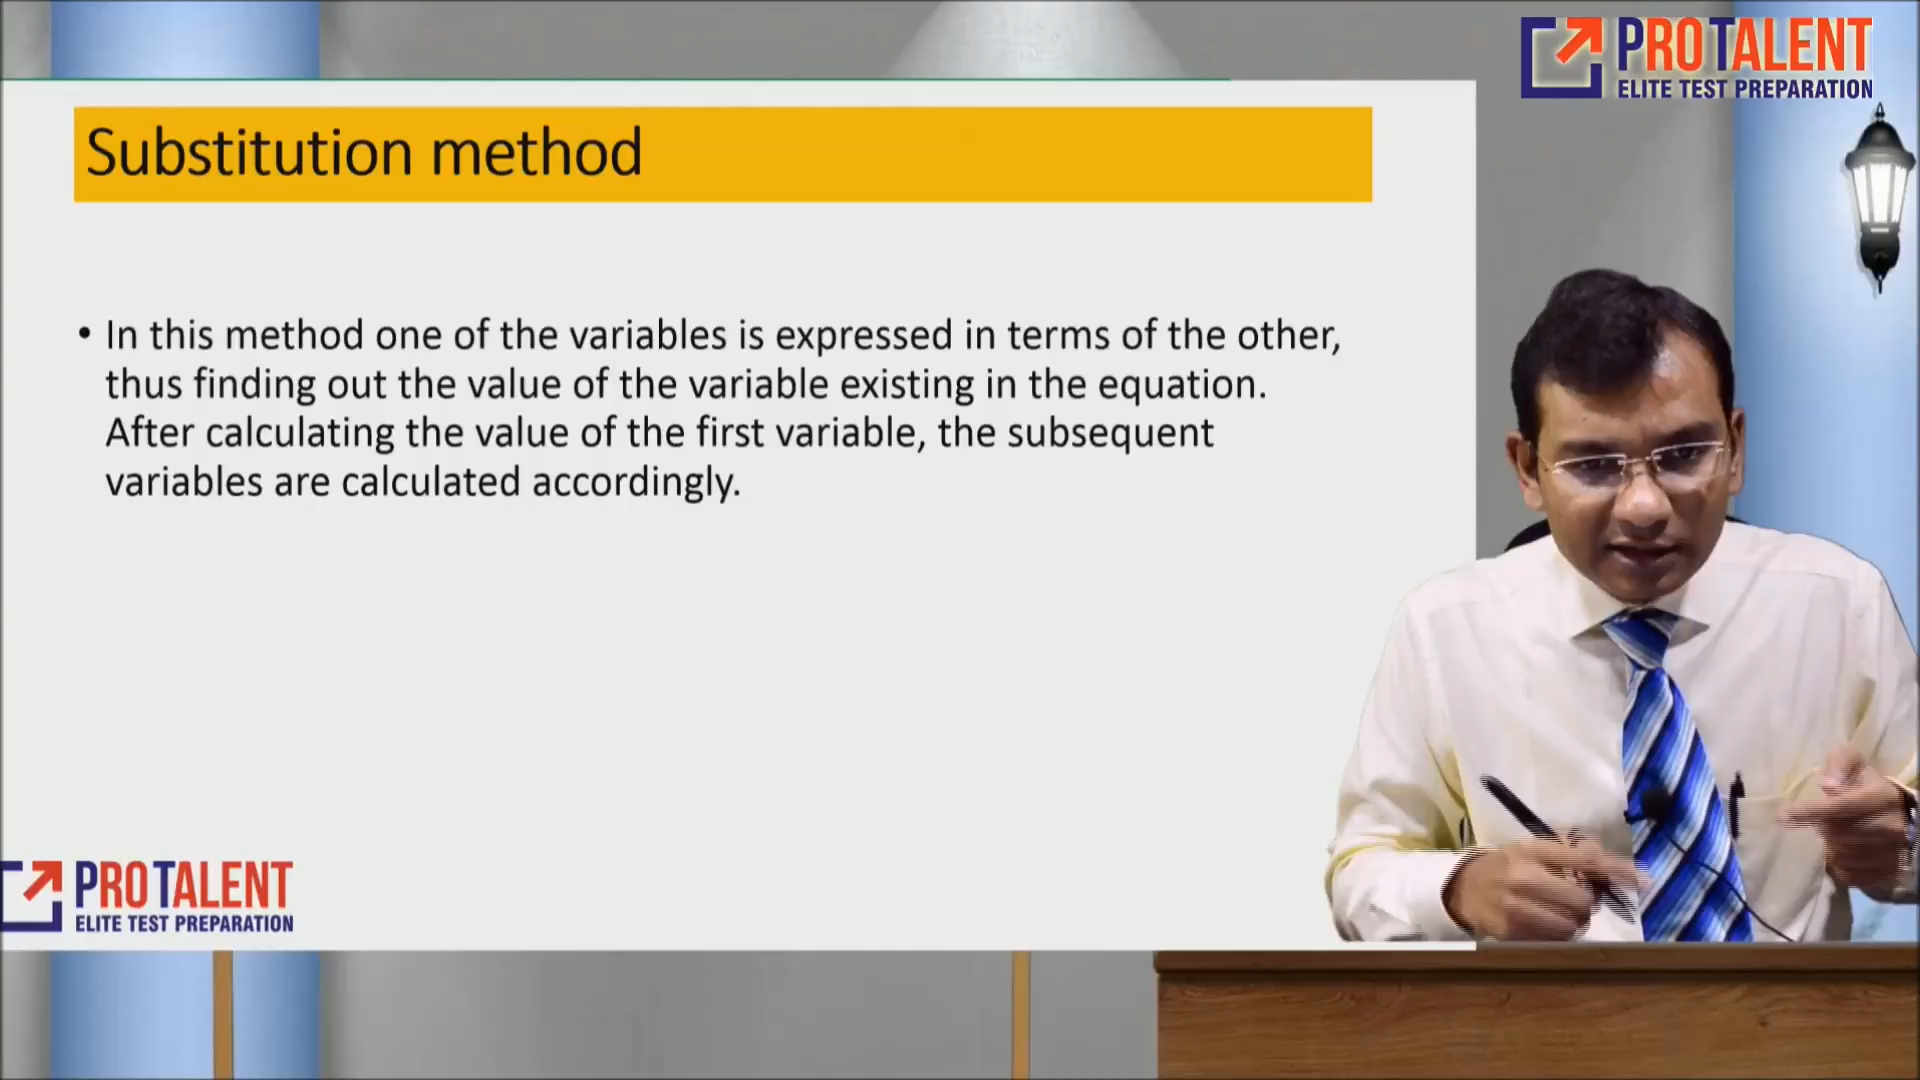 PROTALENT
ELITE TEST PREPARATION
Substitution method
• In this method one of the variables is expressed in terms of the other,
thus finding out the value of the variable existing in the equation.
After calculating the value of the first variable, the subsequent
variables are calculated accordingly.
PROTALENT
ELITE TEST PREPARATION